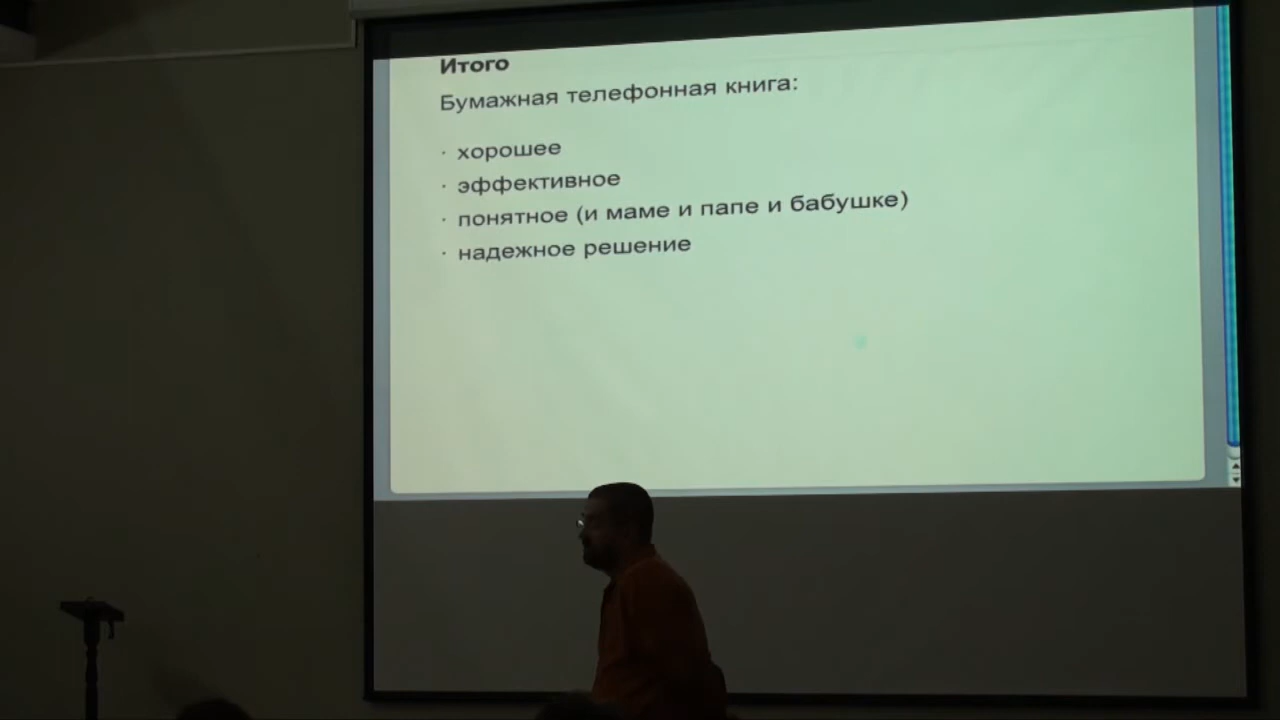 Итого
Бумажная телефонная книга:
· хорошее
· эффективное
· понятное (и маме и папе и бабушке)
· надежное решение